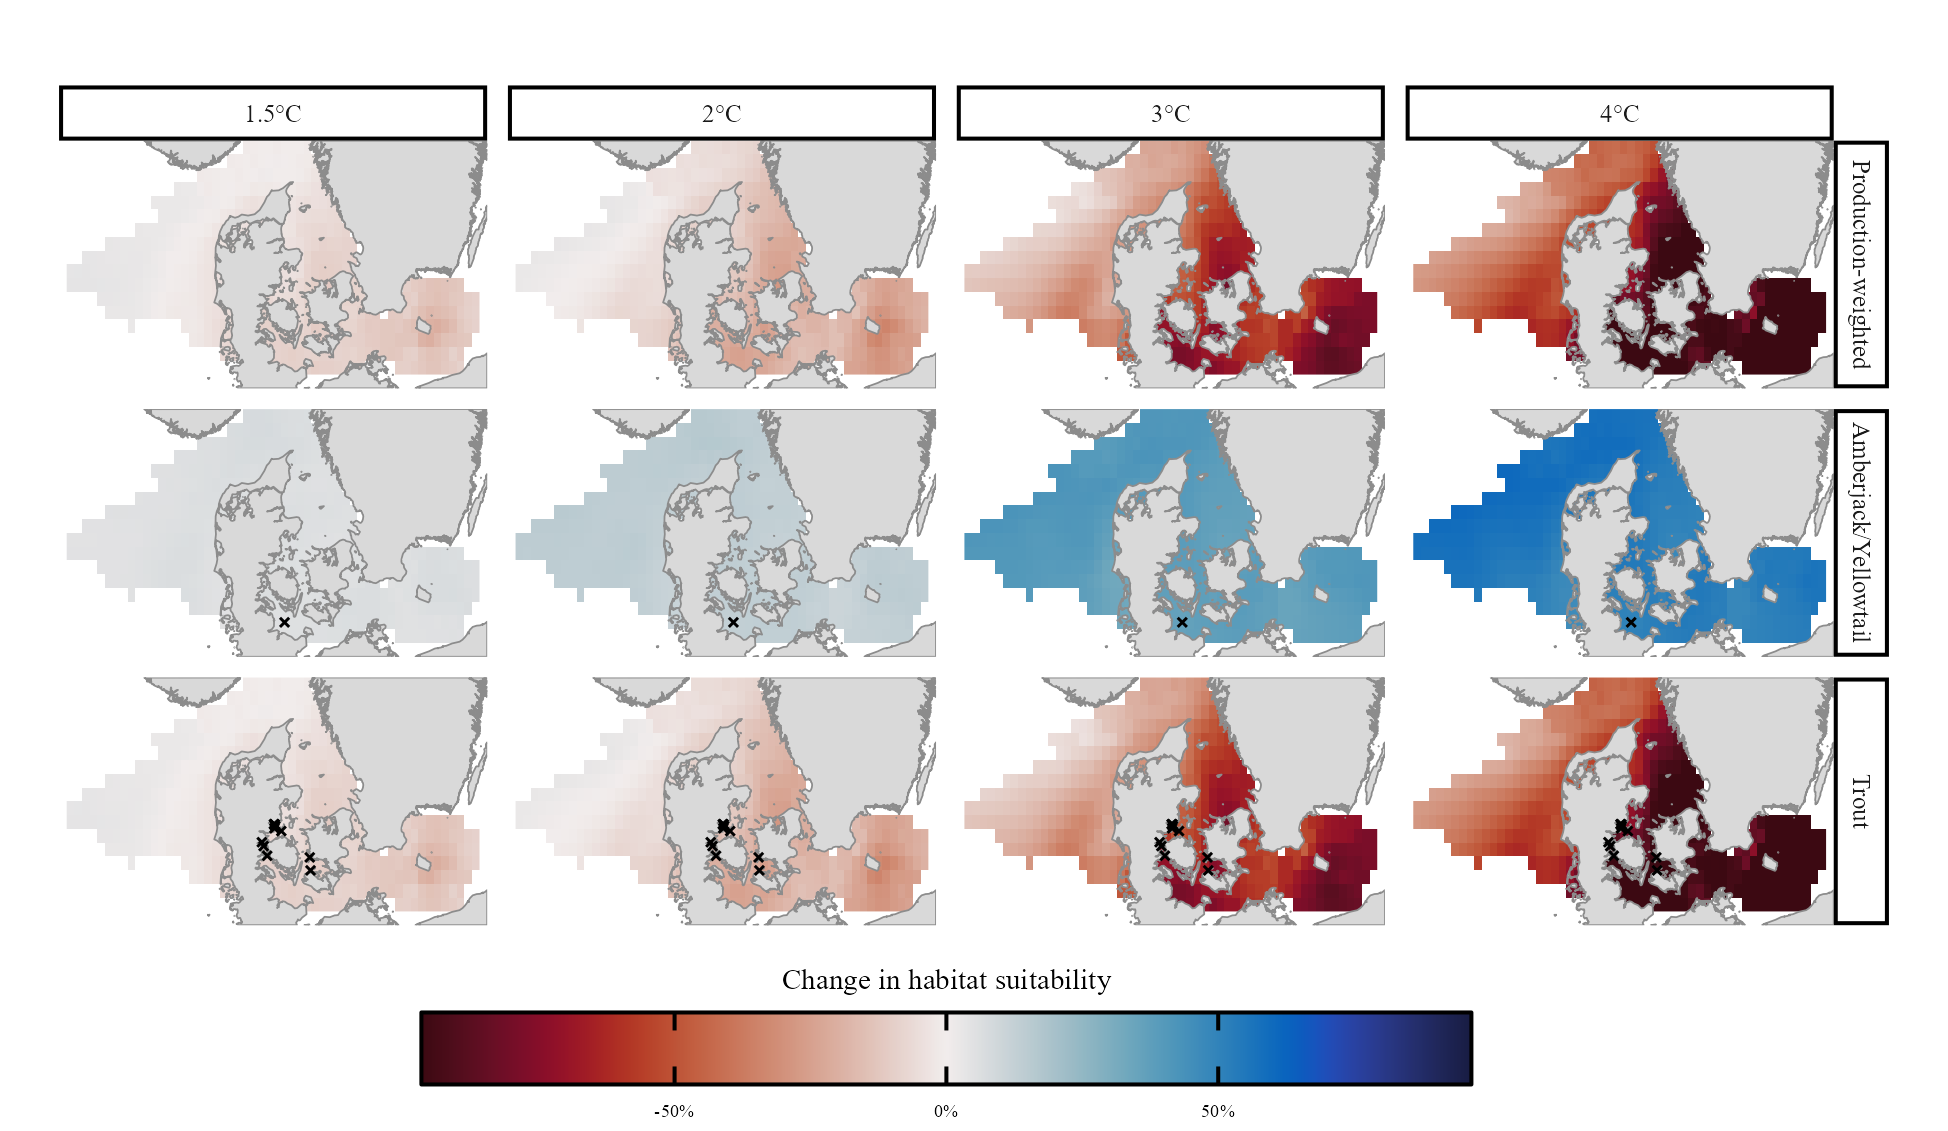 1.5°C
2°C
3°C
4°C
Production-weighted
Amberjack/Yellowtail
Trout
Change in habitat suitability
-50%
0%
50%